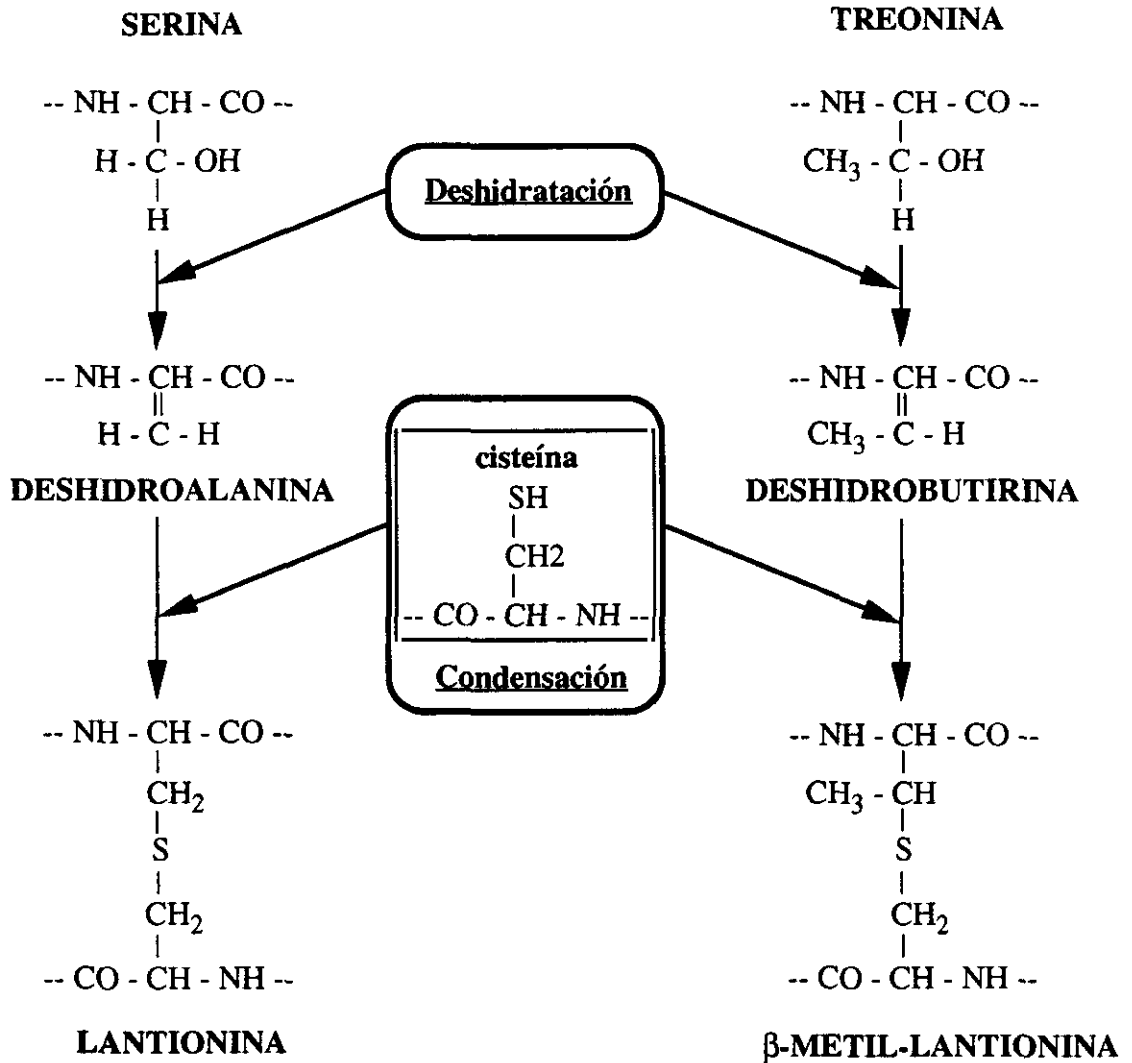 SERINA
-- NH - CH - CO --
H - C - OH
H
TREONINA
-- NH - CH - CO --
CH₃ - C - OH
H
Deshidratación
-- NH - CH - CO --
H - C - H
DESHIDROALANINA
-- NH - CH - CO --
CH₃ - C - H
DESHIDROBUTIRINA
cisteína
SH
CH2
-- CO - CH - NH --
Condensación
-- NH - CH - CO --
CH₂
S
CH₂
-- CO - CH - NH --
LANTIONINA
-- NH - CH - CO --
CH₃ - CH
S
CH₂
-- CO - CH - NH --
β-METIL-LANTIONINA